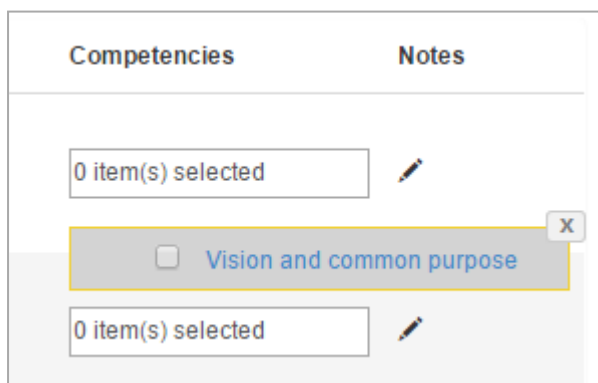 Competencies Notes
0 item(s) selected
X
Vision and common purpose
0 item(s) selected